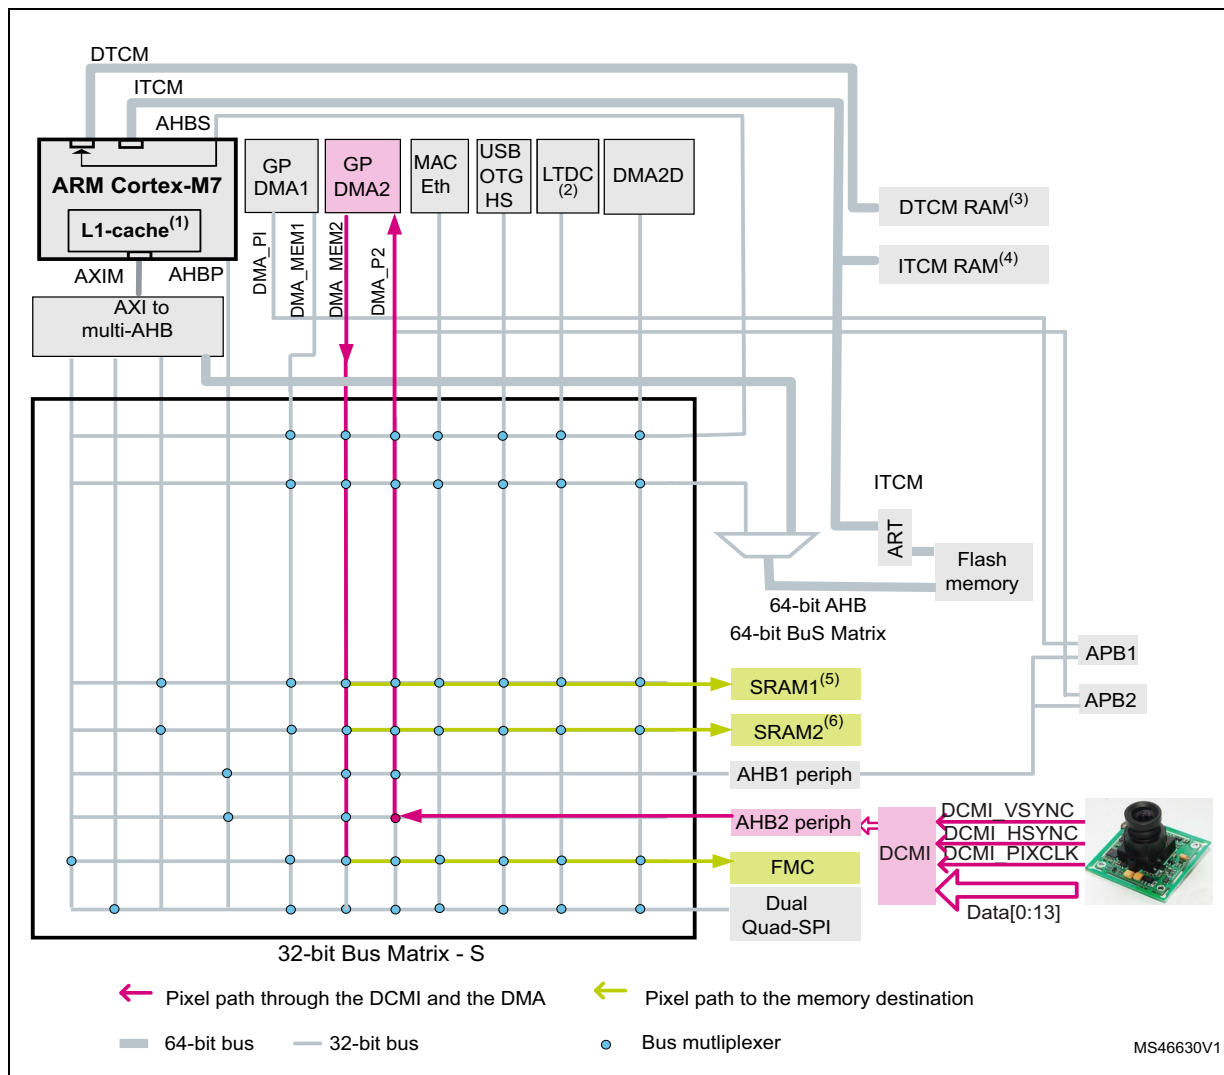 DTCM
ITCM
AHBS
ARM Cortex-M7
L1-cache(1)
AXIM
AHBP
AXI to
multi-AHB
GP
DMA1
GP
DMA2
MAC
Eth
USB
OTG
HS
LTDC
(2)
DMA2D
DMA_PI
DMA_MEM1
DMA_MEM2
DMA_P2
DTCM RAM(3)
ITCM RAM(4)
ITCM
ART
Flash
memory
64-bit AHB
64-bit BuS Matrix
APB1
APB2
SRAM1(5)
SRAM2(6)
AHB1 periph
AHB2 periph
FMC
Dual
Quad-SPI
DCMI
DCMI_VSYNC
DCMI_HSYNC
DCMI_PIXCLK
Data[0:13]
32-bit Bus Matrix - S
Pixel path through the DCMI and the DMA
Pixel path to the memory destination
64-bit bus
32-bit bus
Bus mutliplexer
MS46630V1